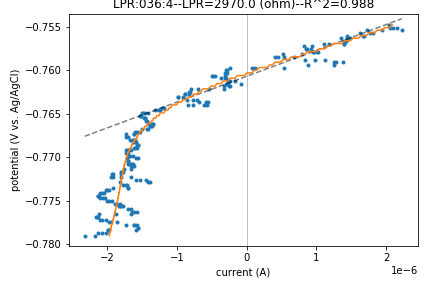 LPR:036:4--LPR=2970.0 (ohm)--R^2=0.988
potential (V vs. Ag/AgCl)
−0.755
−0.760
−0.765
−0.770
−0.775
−0.780
−2
−1
0
1
2
1e−6
current (A)